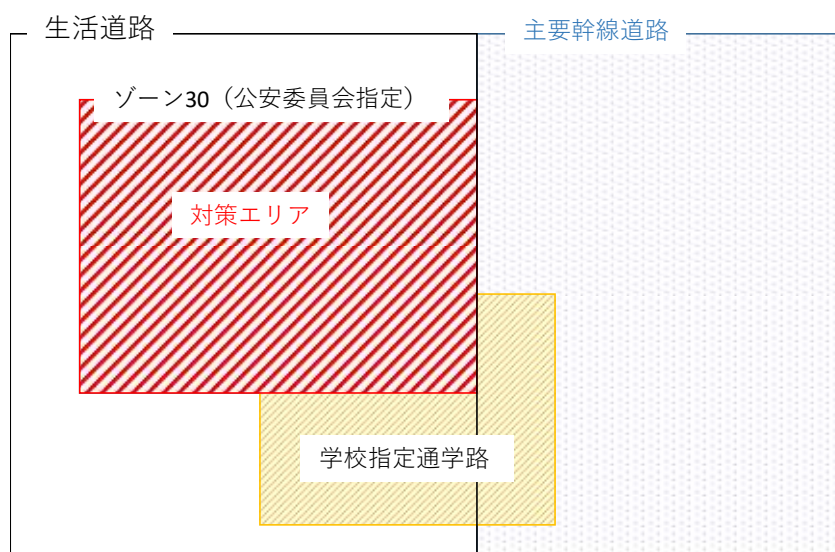 生活道路
主要幹線道路
ゾーン30（公安委員会指定）
対策エリア
学校指定通学路